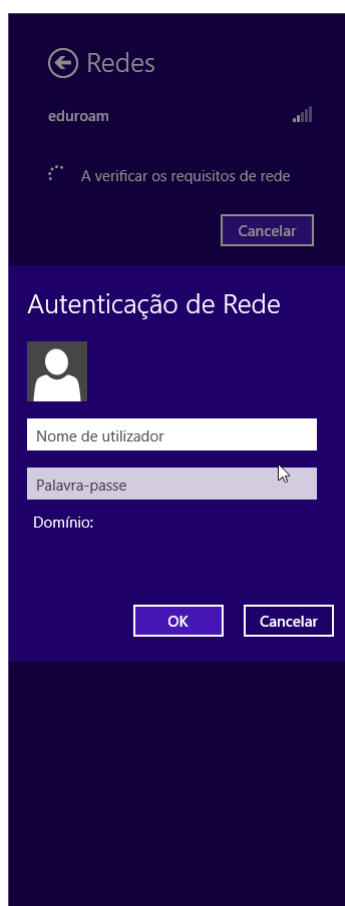 Redes
eduroam
A verificar os requisitos de rede
Cancelar
Autenticação de Rede
Nome de utilizador
Palavra-passe
Domínio:
OK
Cancelar